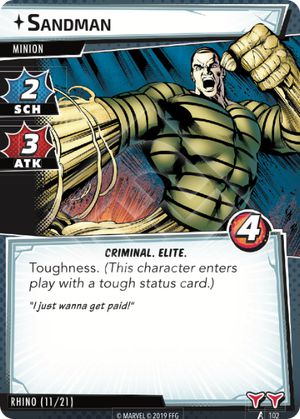 SANDMAN
MINION
2
SCH
3
ATK
4
CRIMINAL. ELITE.
Toughness. (This character enters
play with a tough status card.)
"I just wanna get paid!"
RHINO (11/21)
© MARVEL © 2019 FFG
102